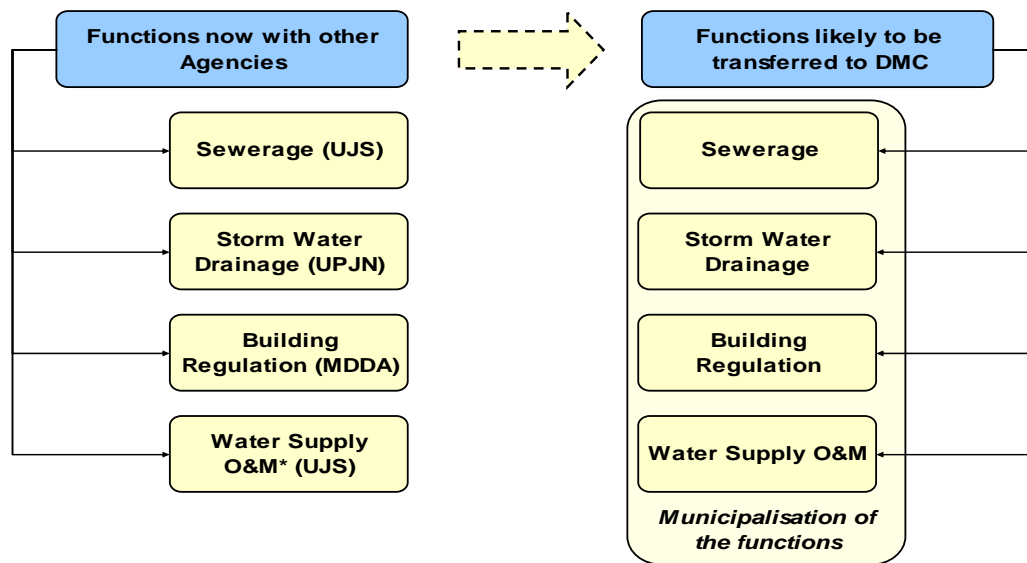 Functions now with other
Agencies
Functions likely to be
transferred to DMC
Sewerage (UJS)
Sewerage
Storm Water
Drainage (UPJN)
Storm Water
Drainage
Building
Regulation (MDDA)
Building
Regulation
Water Supply
O&M* (UJS)
Water Supply O&M
Municipalisation of
the functions